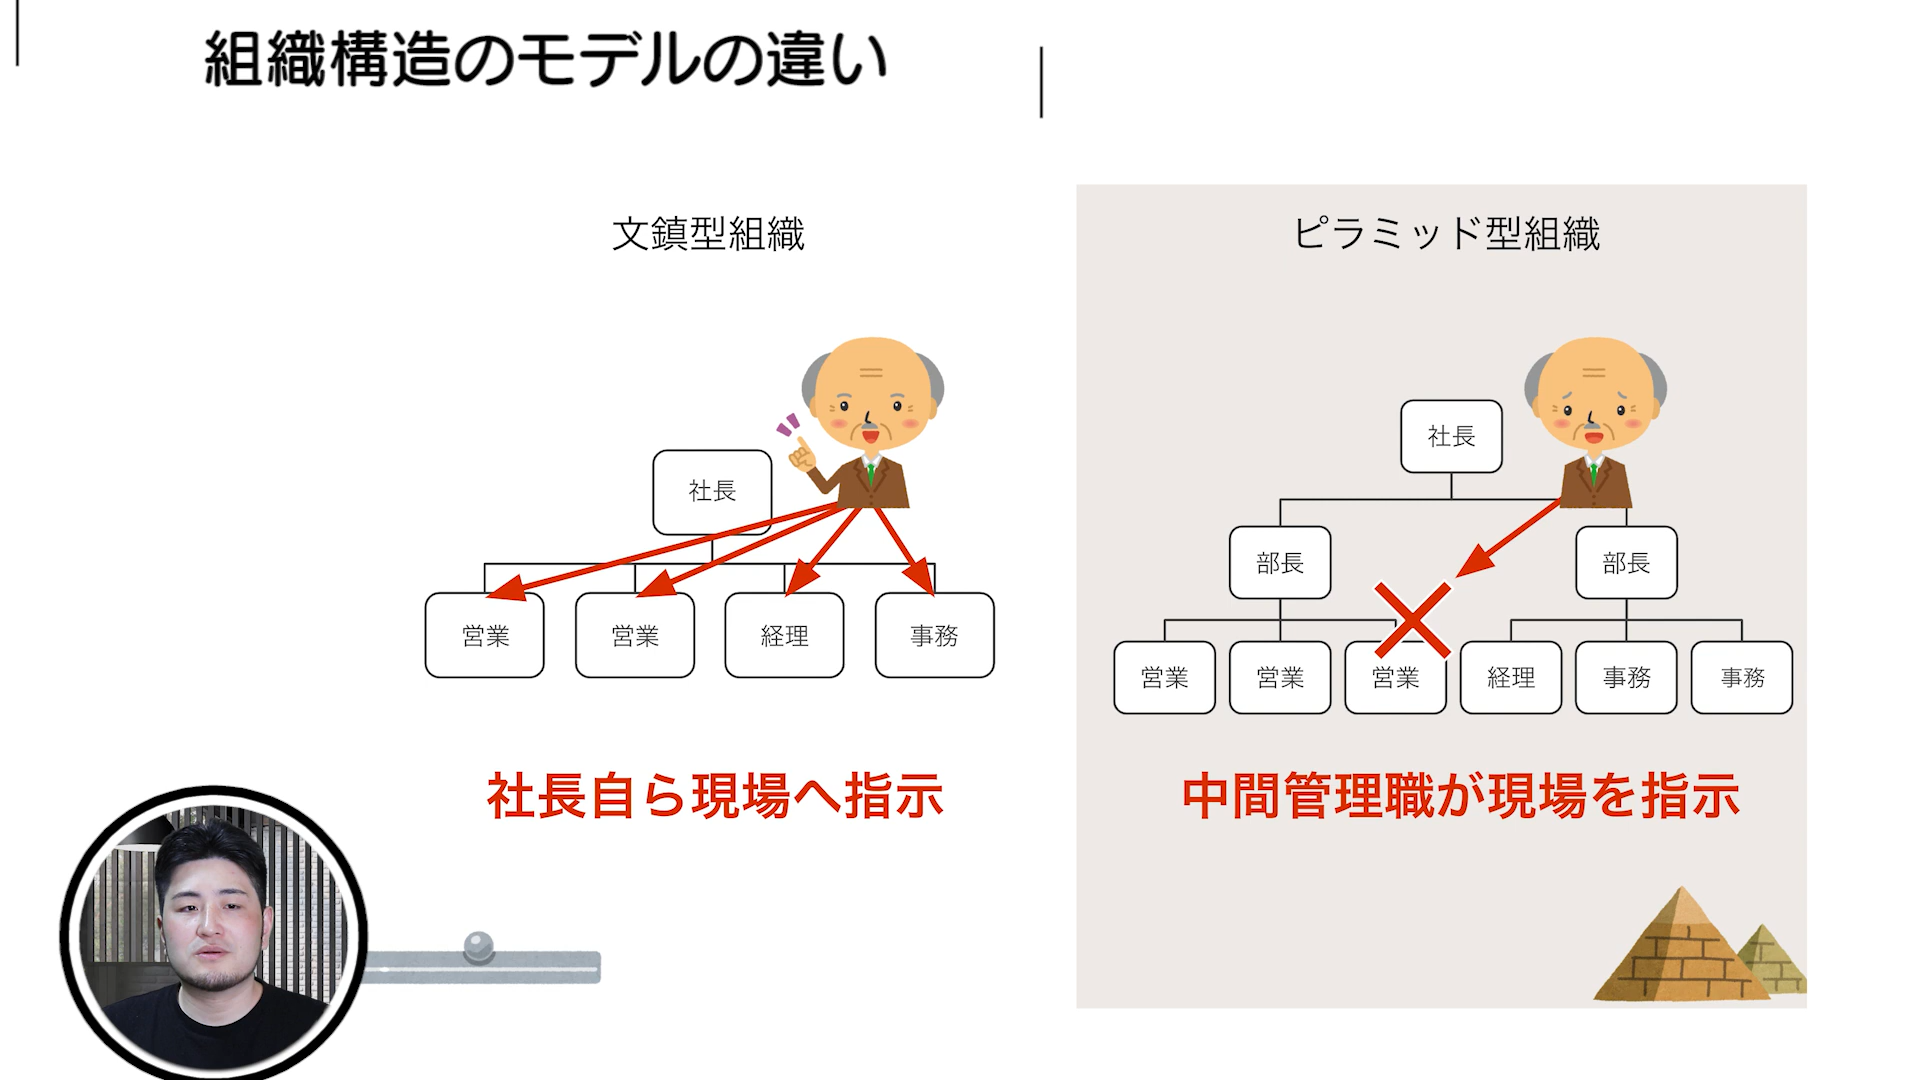 組織構造のモデルの違い
文鎮型組織
社長
営業
営業
経理
事務
社長自ら現場へ指示
ピラミッド型組織
社長
部長
部長
営業
営業
営業
経理
事務
事務
中間管理職が現場を指示